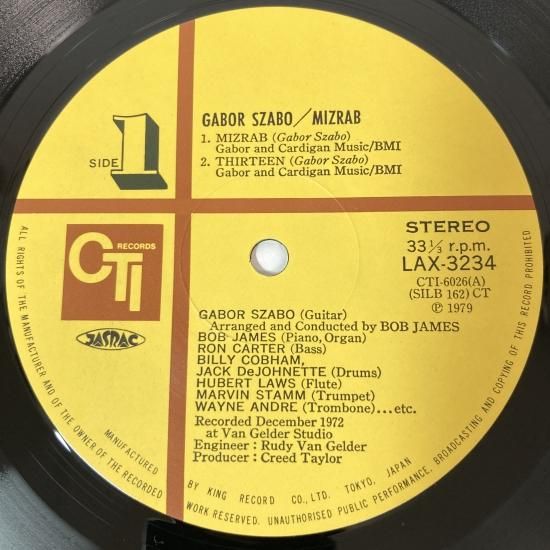 GABOR SZABO/MIZRAB
1. MIZRAB (Gabor Szabo)
Gabor and Cardigan Music/BMI
2. THIRTEEN (Gabor Szabo)
Gabor and Cardigan Music/BMI
SIDE 1
CTI RECORDS
JASRAC
STEREO
33 1/3 r.p.m.
LAX-3234
CTI-6026(A)
(SILB 162) CT
Ⓟ 1979
GABOR SZABO (Guitar)
Arranged and Conducted by BOB JAMES
BOB JAMES (Piano, Organ)
RON CARTER (Bass)
BILLY COBHAM,
JACK DeJOHNETTE (Drums)
HUBERT LAWS (Flute)
MARVIN STAMM (Trumpet)
WAYNE ANDRE (Trombone)...etc.
Recorded December 1972
at Van Gelder Studio
Engineer : Rudy Van Gelder
Producer : Creed Taylor
MANUFACTURED BY KING RECORD CO., LTD. TOKYO, JAPAN
ALL RIGHTS OF THE MANUFACTURER AND OF THE OWNER OF THE RECORDED WORK RESERVED. UNAUTHORISED PUBLIC PERFORMANCE, BROADCASTING AND COPYING OF THIS RECORD PROHIBITED